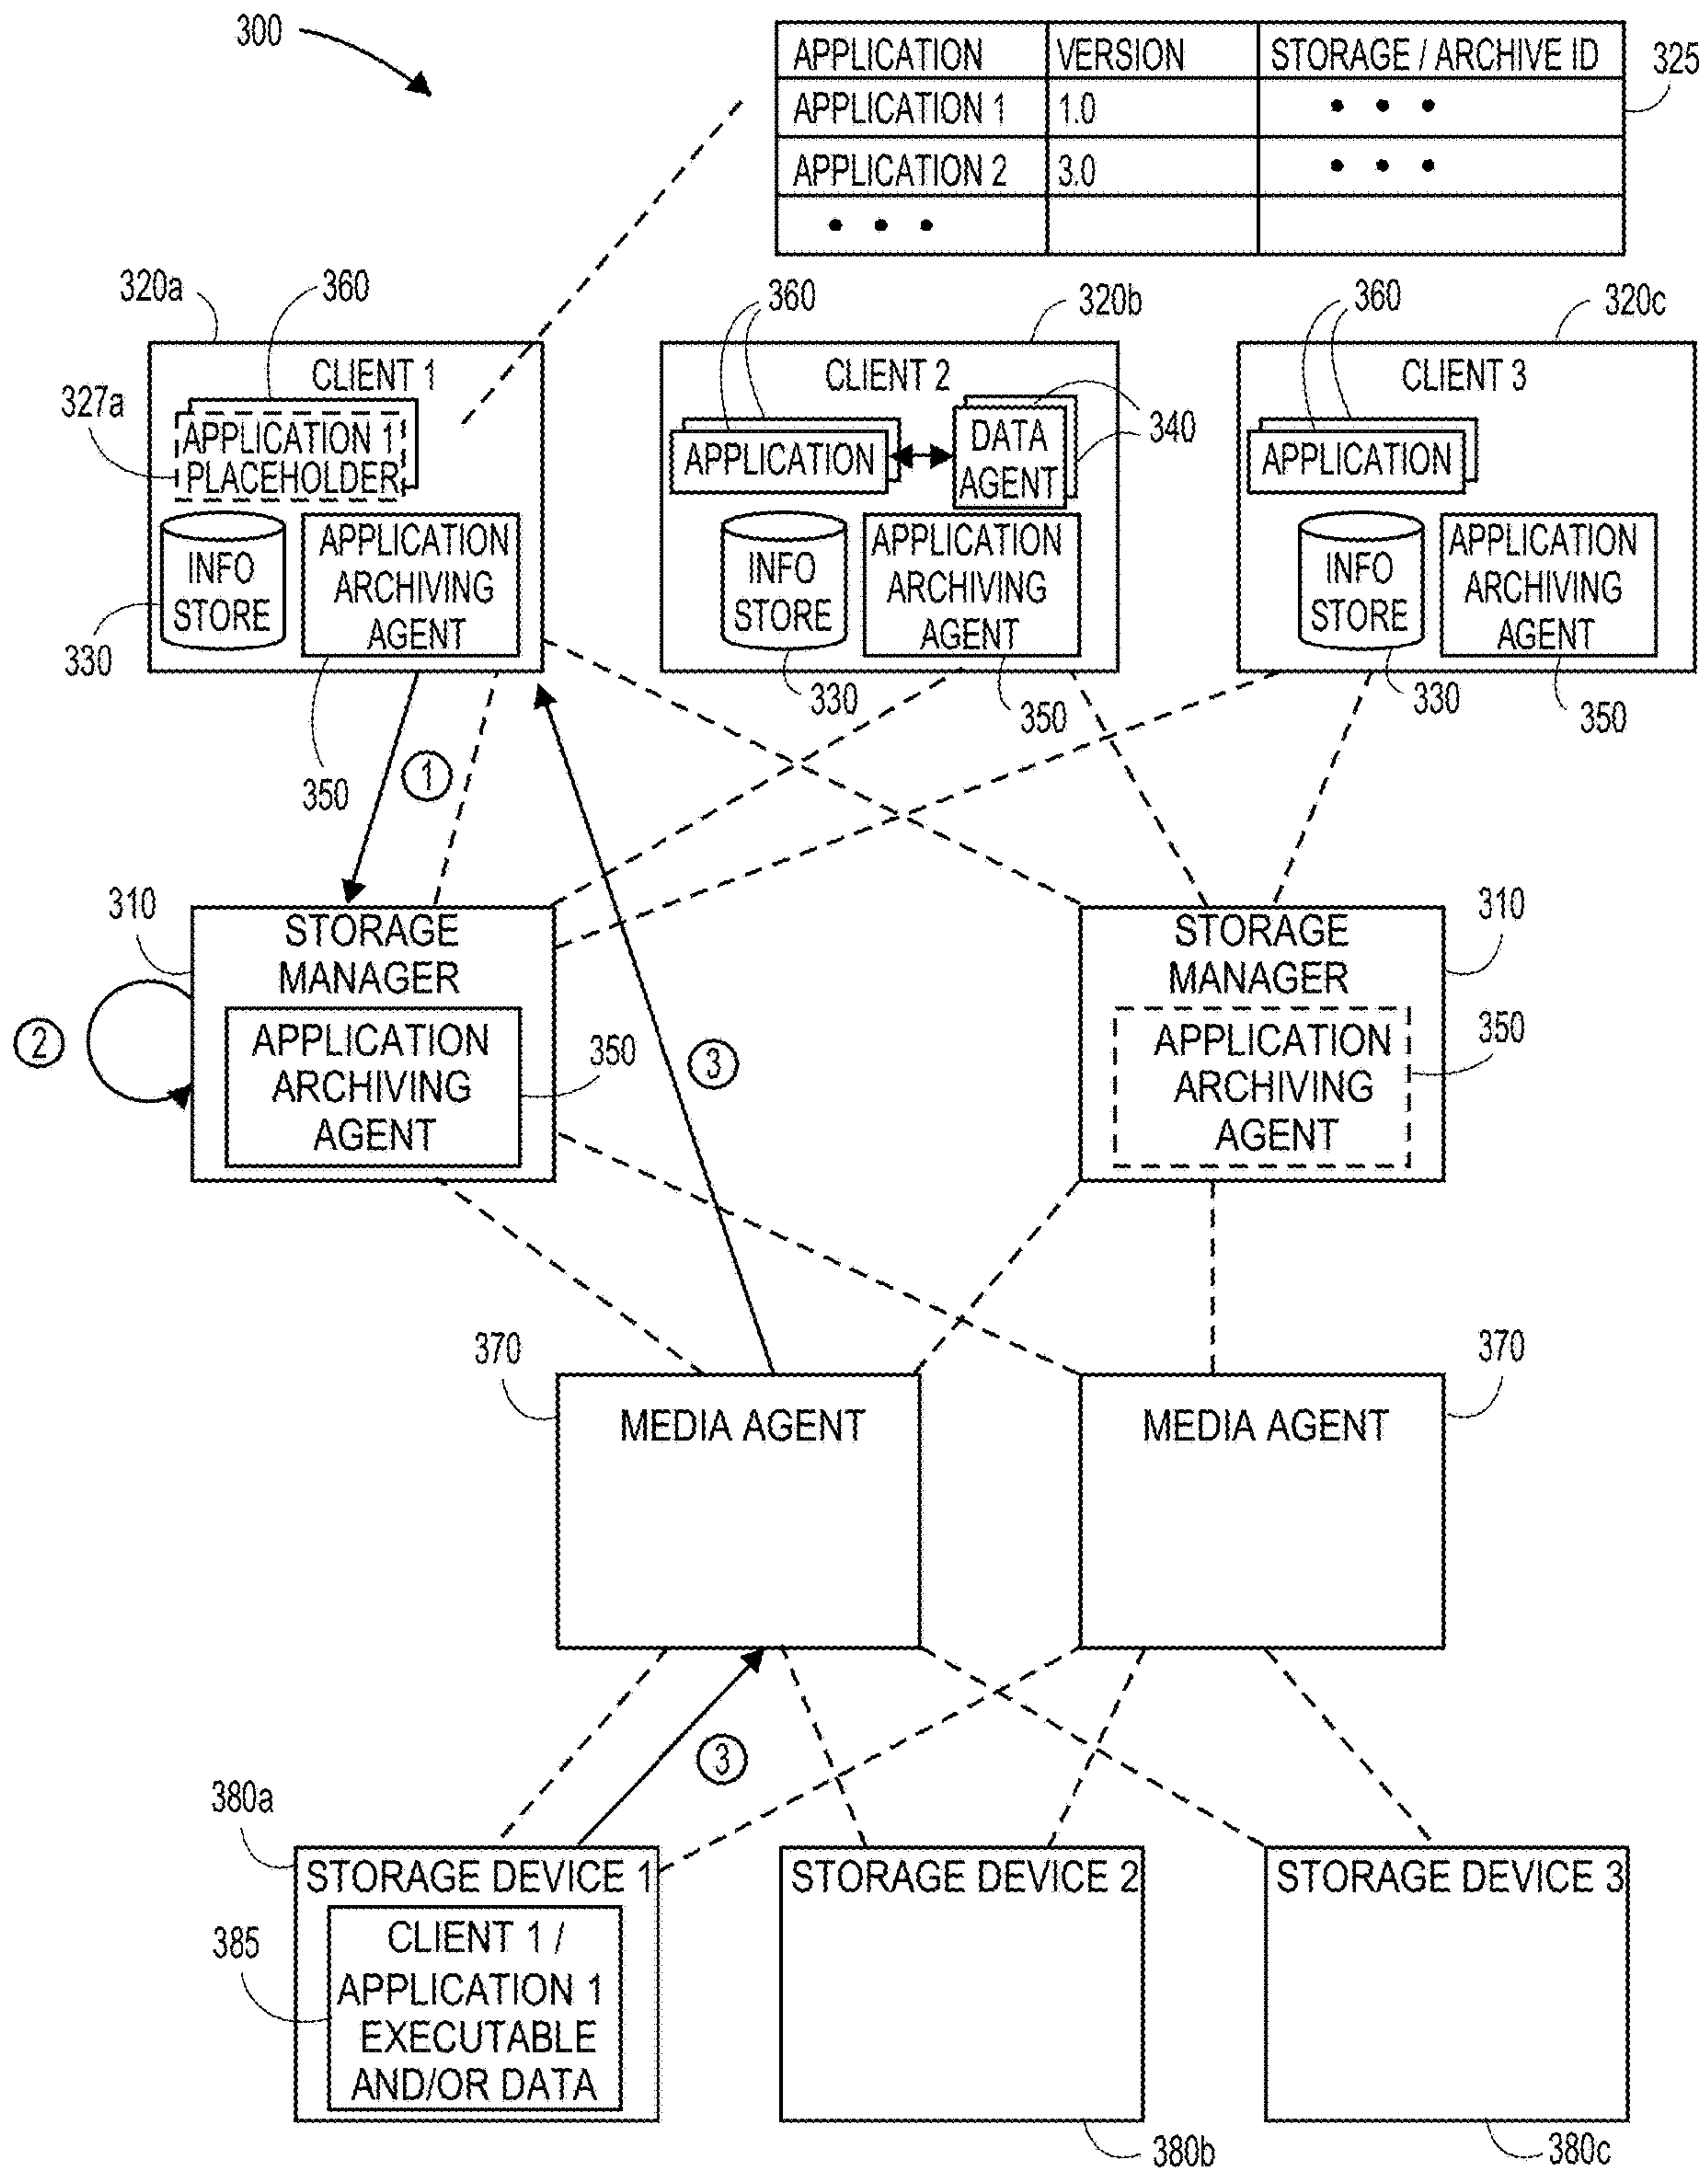 300
APPLICATION VERSION STORAGE / ARCHIVE ID
325
APPLICATION 1 1.0 • • •
APPLICATION 2 3.0 • • •
• • •
320a 360 360 320b 360 320c
CLIENT 1
327a
APPLICATION 1
PLACEHOLDER
INFO
STORE
APPLICATION
ARCHIVING
AGENT
330
350
CLIENT 2
APPLICATION
DATA
AGENT
340
INFO
STORE
APPLICATION
ARCHIVING
AGENT
330
350
CLIENT 3
APPLICATION
INFO
STORE
APPLICATION
ARCHIVING
AGENT
330
350
1
310
STORAGE
MANAGER
APPLICATION
ARCHIVING
AGENT
350
2
3
310
STORAGE
MANAGER
APPLICATION
ARCHIVING
AGENT
350
370
MEDIA AGENT
370
MEDIA AGENT
3
380a
STORAGE DEVICE 1
385
CLIENT 1 /
APPLICATION 1
EXECUTABLE
AND/OR DATA
STORAGE DEVICE 2
380b
STORAGE DEVICE 3
380c